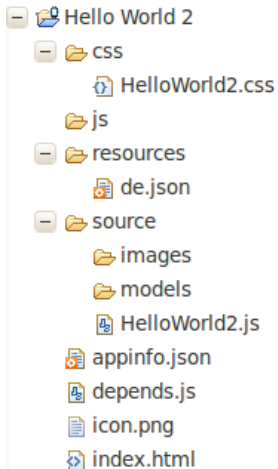 Hello World 2
css
HelloWorld2.css
js
resources
de.json
source
images
models
HelloWorld2.js
appinfo.json
depends.js
icon.png
index.html